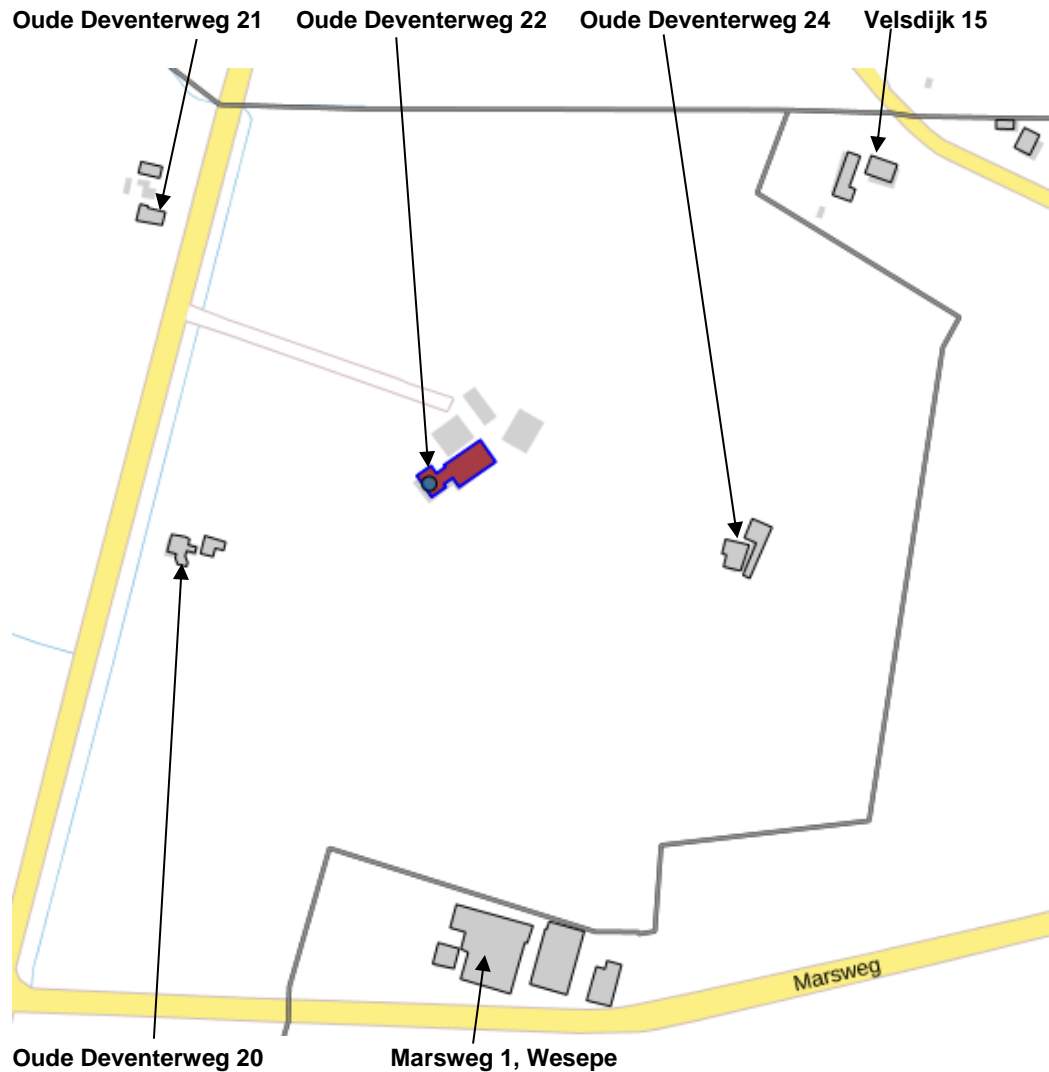 Oude Deventerweg 21
Oude Deventerweg 22
Oude Deventerweg 24
Velsdijk 15
Marsweg
Oude Deventerweg 20
Marsweg 1, Wesepe